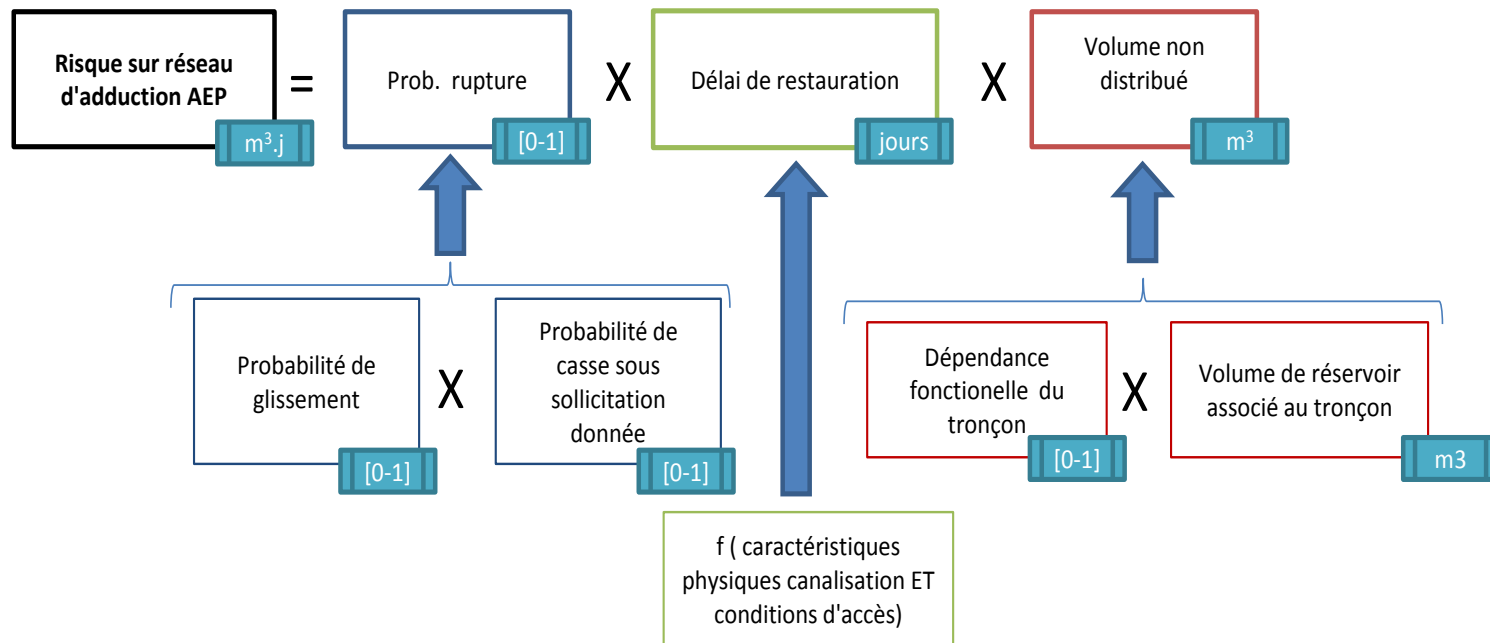 Risque sur réseau
d'adduction AEP
m³.j
=
Prob. rupture
[0-1]
X
Délai de restauration
jours
X
Volume non
distribué
m³
Probabilité de
glissement
[0-1]
X
Probabilité de
casse sous
sollicitation
donnée
[0-1]
Dépendance
fonctionelle du
tronçon
[0-1]
X
Volume de réservoir
associé au tronçon
m3
f ( caractéristiques
physiques canalisation ET
conditions d'accès)